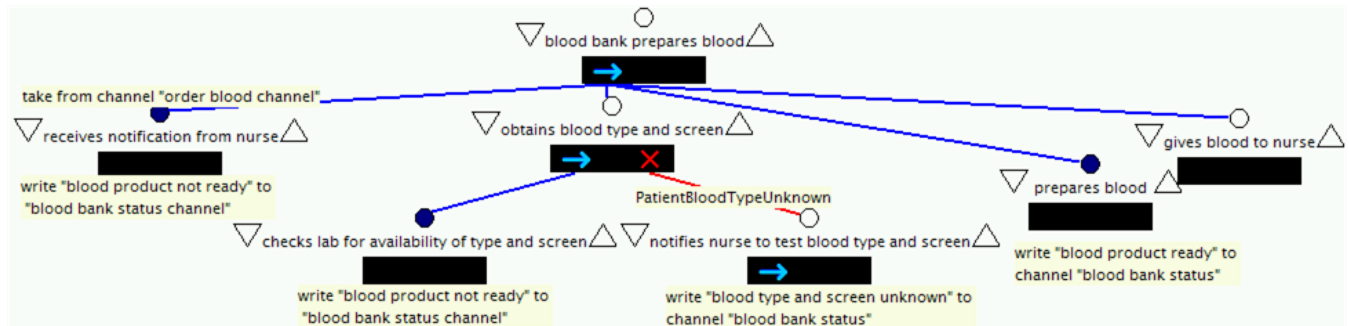 blood bank prepares blood
take from channel "order blood channel"
receives notification from nurse
write "blood product not ready" to
"blood bank status channel"
obtains blood type and screen
gives blood to nurse
prepares blood
write "blood product ready" to
channel "blood bank status"
PatientBloodTypeUnknown
checks lab for availability of type and screen
write "blood product not ready" to
"blood bank status channel"
notifies nurse to test blood type and screen
write "blood type and screen unknown" to
channel "blood bank status"